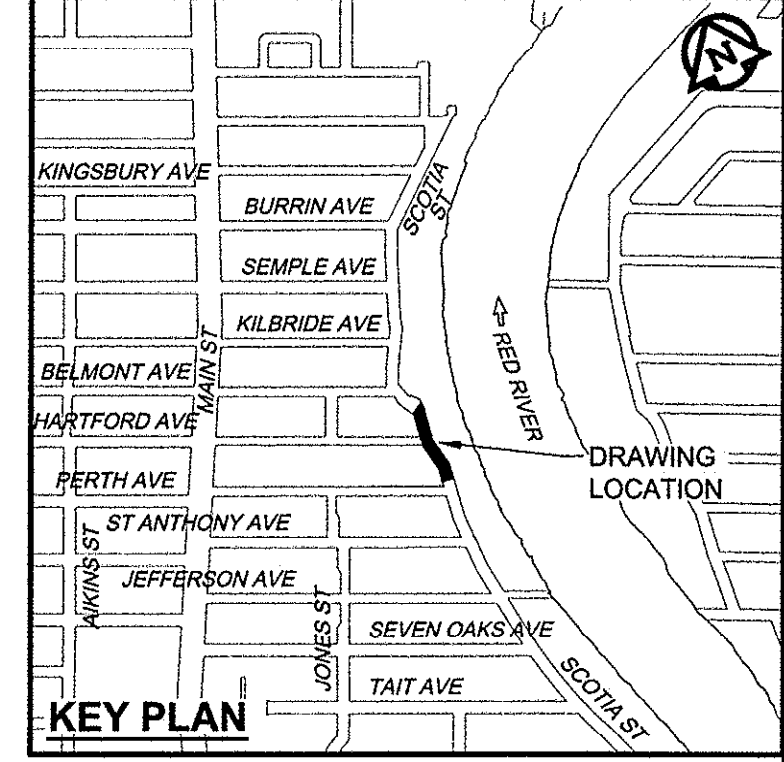 N
KINGSBURY AVE
SCOTIA
ST
BURRIN AVE
SEMPLE AVE
KILBRIDE AVE
MAIN ST
RED RIVER
BELMONT AVE
HARTFORD AVE
DRAWING
LOCATION
PERTH AVE
ST ANTHONY AVE
AIKINS ST
JEFFERSON AVE
JONES ST
SEVEN OAKS AVE
TAIT AVE
SCOTIA ST
KEY PLAN